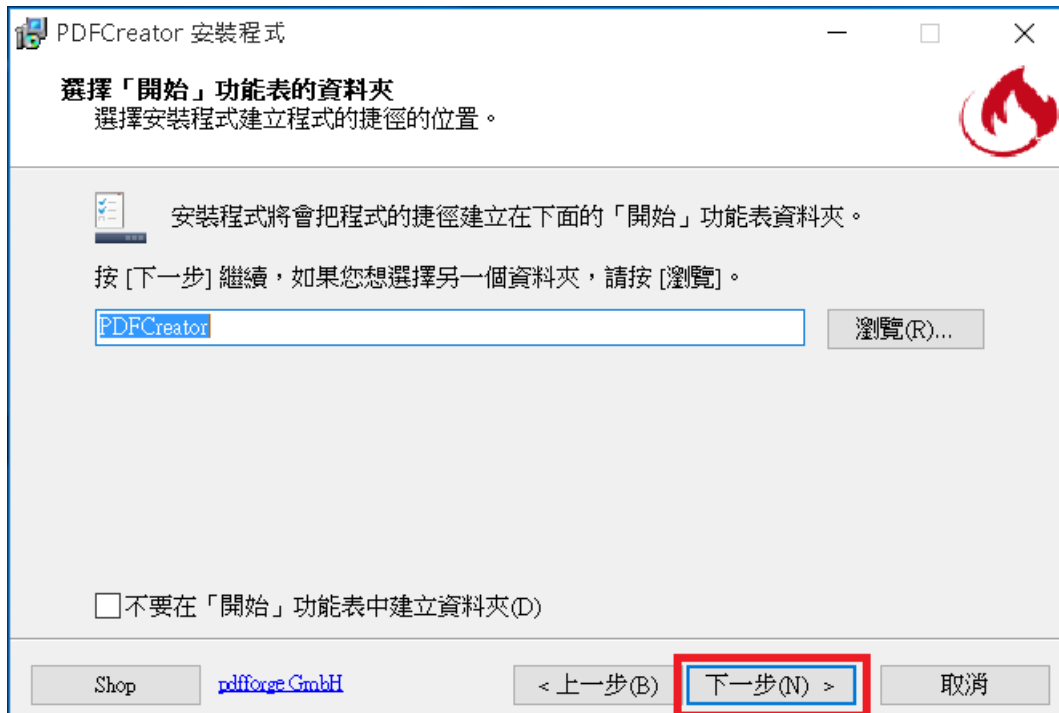 PDFCreator 安裝程式
選擇「開始」功能表的資料夾
選擇安裝程式建立程式的捷徑的位置。
安裝程式將會把程式的捷徑建立在下面的「開始」功能表資料夾。
按 [下一步] 繼續，如果您想選擇另一個資料夾，請按 [瀏覽]。
PDFCreator 瀏覽(R)...
不要在「開始」功能表中建立資料夾(D)
Shop pdfforge GmbH < 上一步(B) 下一步(N) > 取消